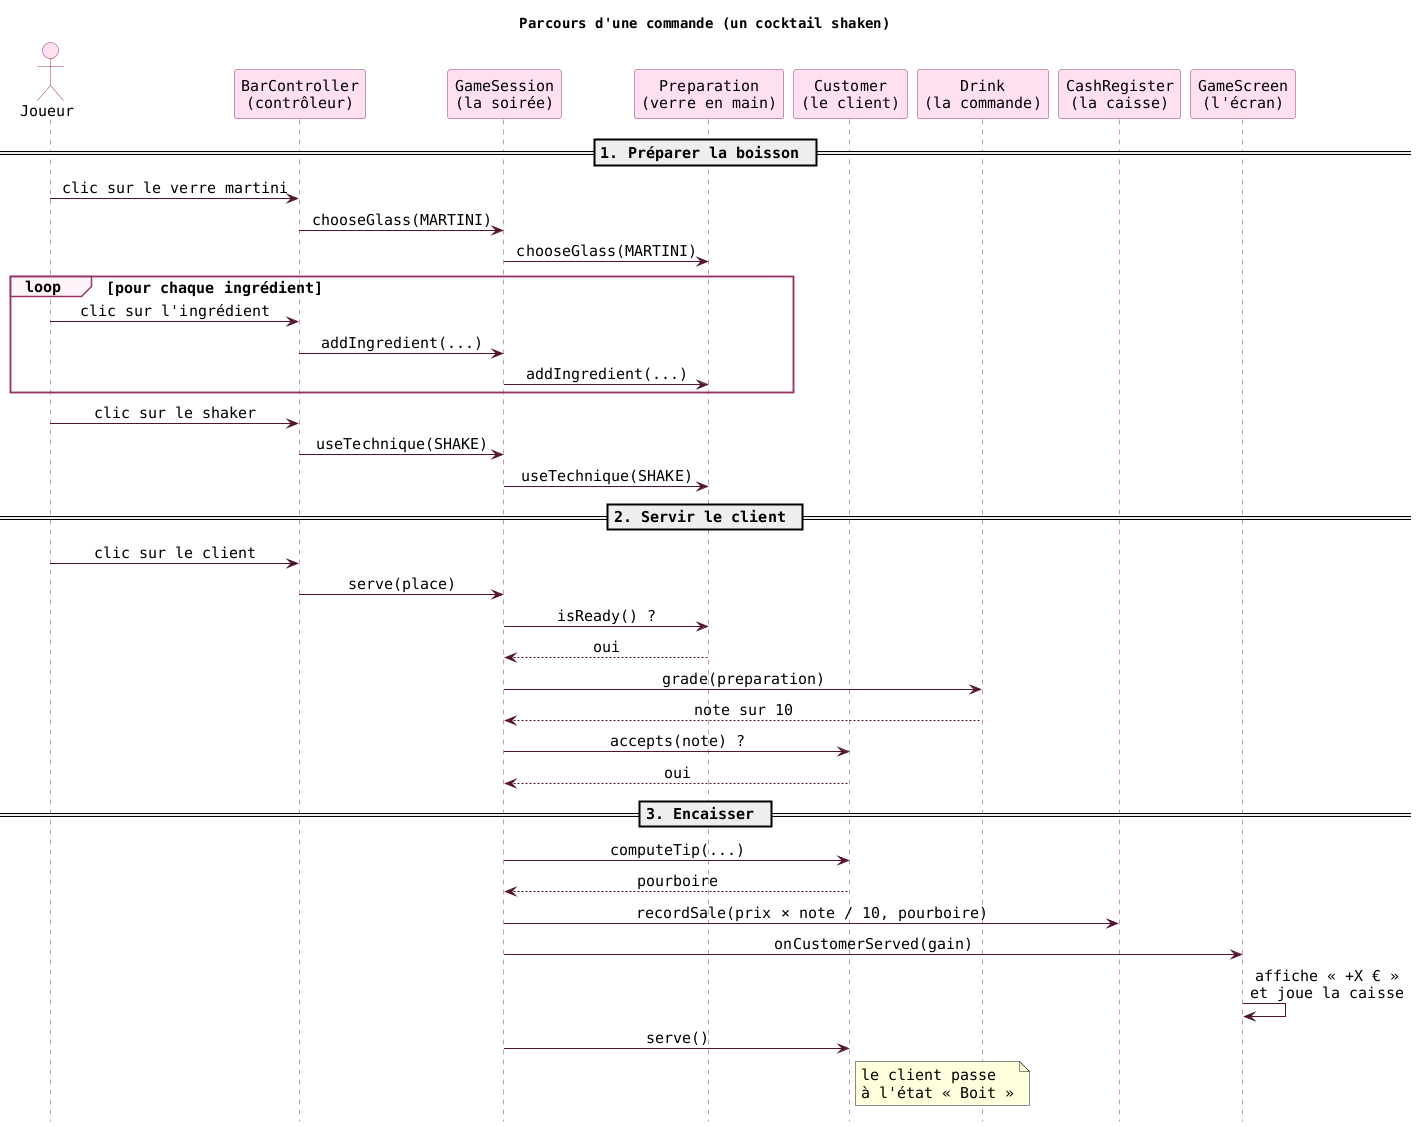 Parcours d'une commande (un cocktail shaken)
Joueur
BarController
(contrôleur)
GameSession
(la soirée)
Preparation
(verre en main)
Customer
(le client)
Drink
(la commande)
CashRegister
(la caisse)
GameScreen
(l'écran)
1. Préparer la boisson
clic sur le verre martini
chooseGlass(MARTINI)
chooseGlass(MARTINI)
loop [pour chaque ingrédient]
clic sur l'ingrédient
addIngredient(...)
addIngredient(...)
clic sur le shaker
useTechnique(SHAKE)
useTechnique(SHAKE)
2. Servir le client
clic sur le client
serve(place)
isReady() ?
oui
grade(preparation)
note sur 10
accepts(note) ?
oui
3. Encaisser
computeTip(...)
pourboire
recordSale(prix × note / 10, pourboire)
onCustomerServed(gain)
affiche « +X € »
et joue la caisse
serve()
le client passe
à l'état « Boit »